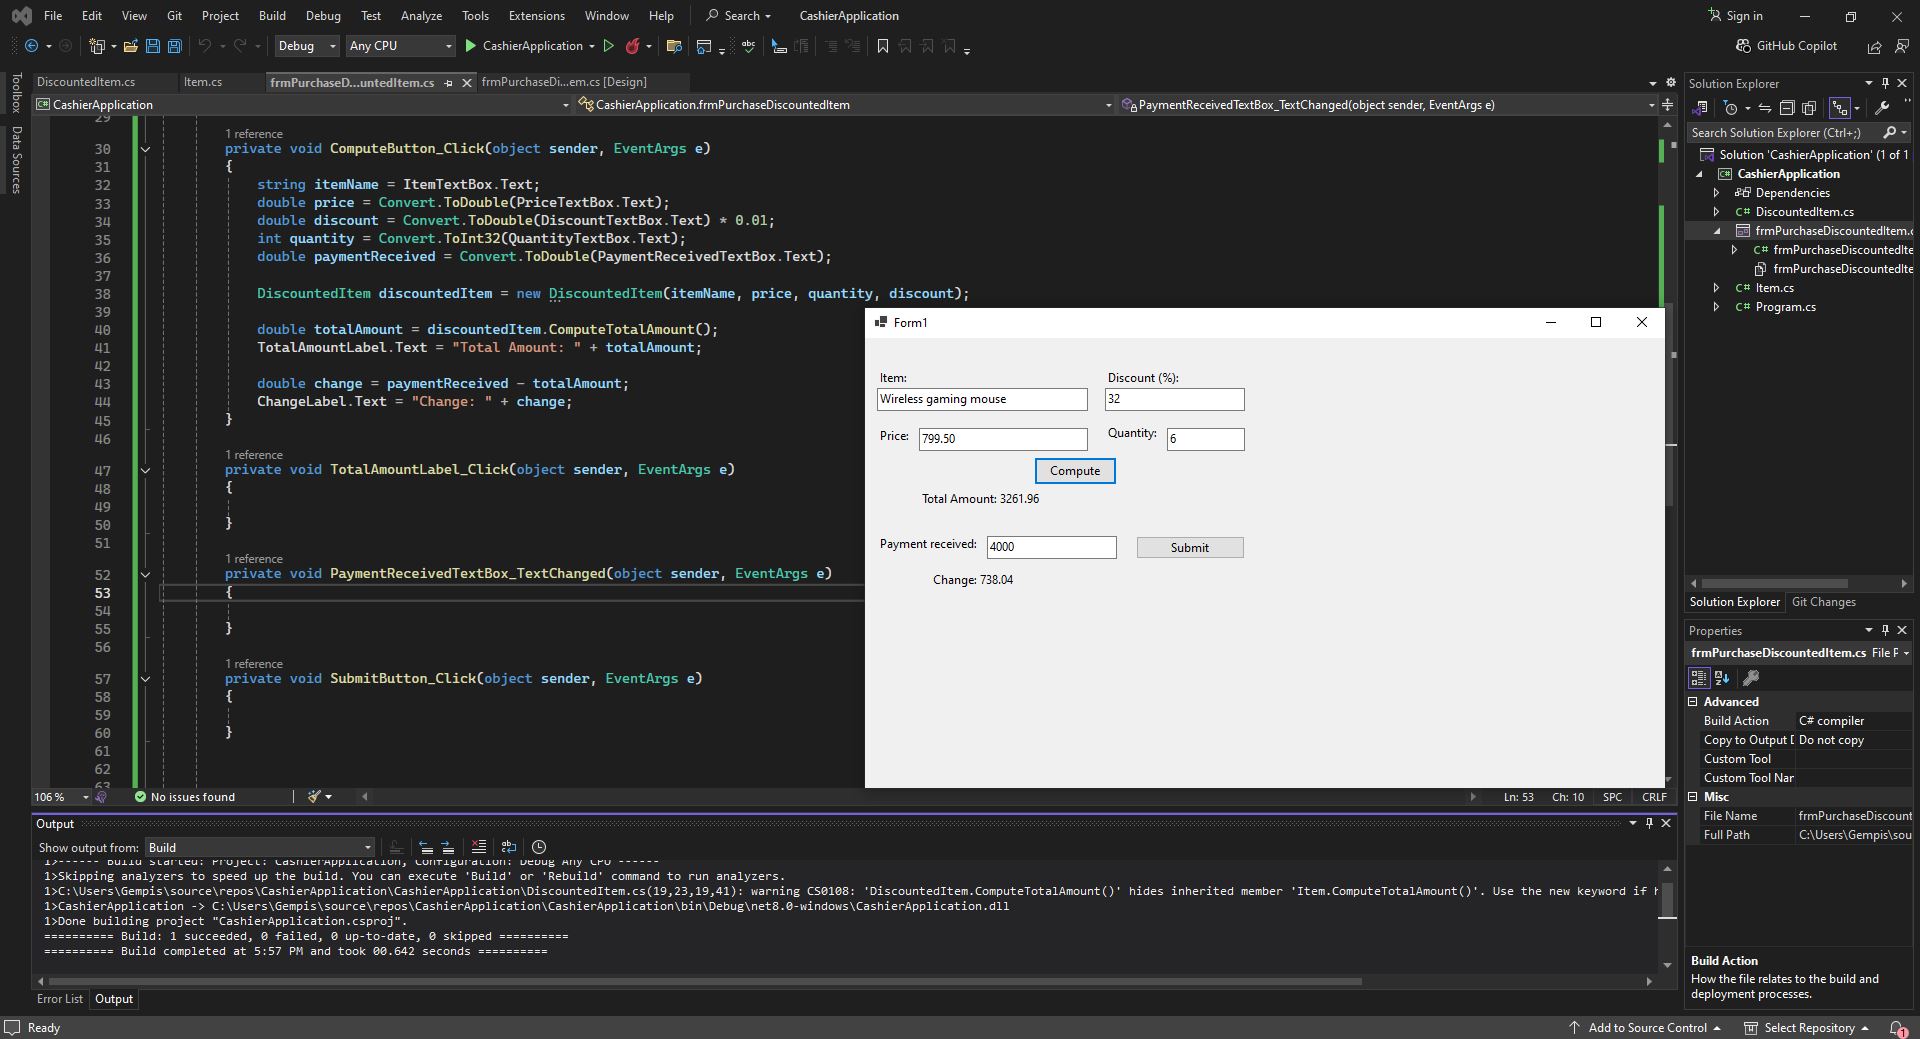 File Edit View Git Project Build Debug Test Analyze Tools Extensions Window Help Search CashierApplication Sign in
Debug Any CPU CashierApplication GitHub Copilot
Toolbox
Data Sources
DiscountedItem.cs Item.cs frmPurchaseD...untedItem.cs frmPurchaseDi...em.cs [Design]
CashierApplication CashierApplication.frmPurchaseDiscountedItem PaymentReceivedTextBox_TextChanged(object sender, EventArgs e)
29
1 reference
30 private void ComputeButton_Click(object sender, EventArgs e)
31 {
32 string itemName = ItemTextBox.Text;
33 double price = Convert.ToDouble(PriceTextBox.Text);
34 double discount = Convert.ToDouble(DiscountTextBox.Text) * 0.01;
35 int quantity = Convert.ToInt32(QuantityTextBox.Text);
36 double paymentReceived = Convert.ToDouble(PaymentReceivedTextBox.Text);
37
38 DiscountedItem discountedItem = new DiscountedItem(itemName, price, quantity, discount);
39
40 double totalAmount = discountedItem.ComputeTotalAmount();
41 TotalAmountLabel.Text = "Total Amount: " + totalAmount;
42
43 double change = paymentReceived - totalAmount;
44 ChangeLabel.Text = "Change: " + change;
45 }
46
1 reference
47 private void TotalAmountLabel_Click(object sender, EventArgs e)
48 {
49
50 }
51
1 reference
52 private void PaymentReceivedTextBox_TextChanged(object sender, EventArgs e)
53 {
54
55 }
56
1 reference
57 private void SubmitButton_Click(object sender, EventArgs e)
58 {
59
60 }
61
62
63
Form1
Item: Discount (%):
Wireless gaming mouse 32
Price: 799.50 Quantity: 6
Compute
Total Amount: 3261.96
Payment received: 4000 Submit
Change: 738.04
106 % No issues found Ln: 53 Ch: 10 SPC CRLF
Output
Show output from: Build
1>------ Build started: Project: CashierApplication, Configuration: Debug Any CPU ------
1>Skipping analyzers to speed up the build. You can execute 'Build' or 'Rebuild' command to run analyzers.
1>C:\Users\Gempis\source\repos\CashierApplication\CashierApplication\DiscountedItem.cs(19,23,19,41): warning CS0108: 'DiscountedItem.ComputeTotalAmount()' hides inherited member 'Item.ComputeTotalAmount()'. Use the new keyword if
1>CashierApplication -> C:\Users\Gempis\source\repos\CashierApplication\CashierApplication\bin\Debug\net8.0-windows\CashierApplication.dll
1>Done building project "CashierApplication.csproj".
========== Build: 1 succeeded, 0 failed, 0 up-to-date, 0 skipped ==========
========== Build completed at 5:57 PM and took 00.642 seconds ==========
Error List Output
Solution Explorer
Search Solution Explorer (Ctrl+;)
Solution 'CashierApplication' (1 of 1
CashierApplication
Dependencies
C# DiscountedItem.cs
frmPurchaseDiscountedItem.c
C# frmPurchaseDiscountedIte
frmPurchaseDiscountedIte
C# Item.cs
C# Program.cs
Solution Explorer Git Changes
Properties
frmPurchaseDiscountedItem.cs File P
Advanced
Build Action C# compiler
Copy to Output D Do not copy
Custom Tool
Custom Tool Nar
Misc
File Name frmPurchaseDiscount
Full Path C:\Users\Gempis\sou
Build Action
How the file relates to the build and
deployment processes.
Ready Add to Source Control Select Repository 1